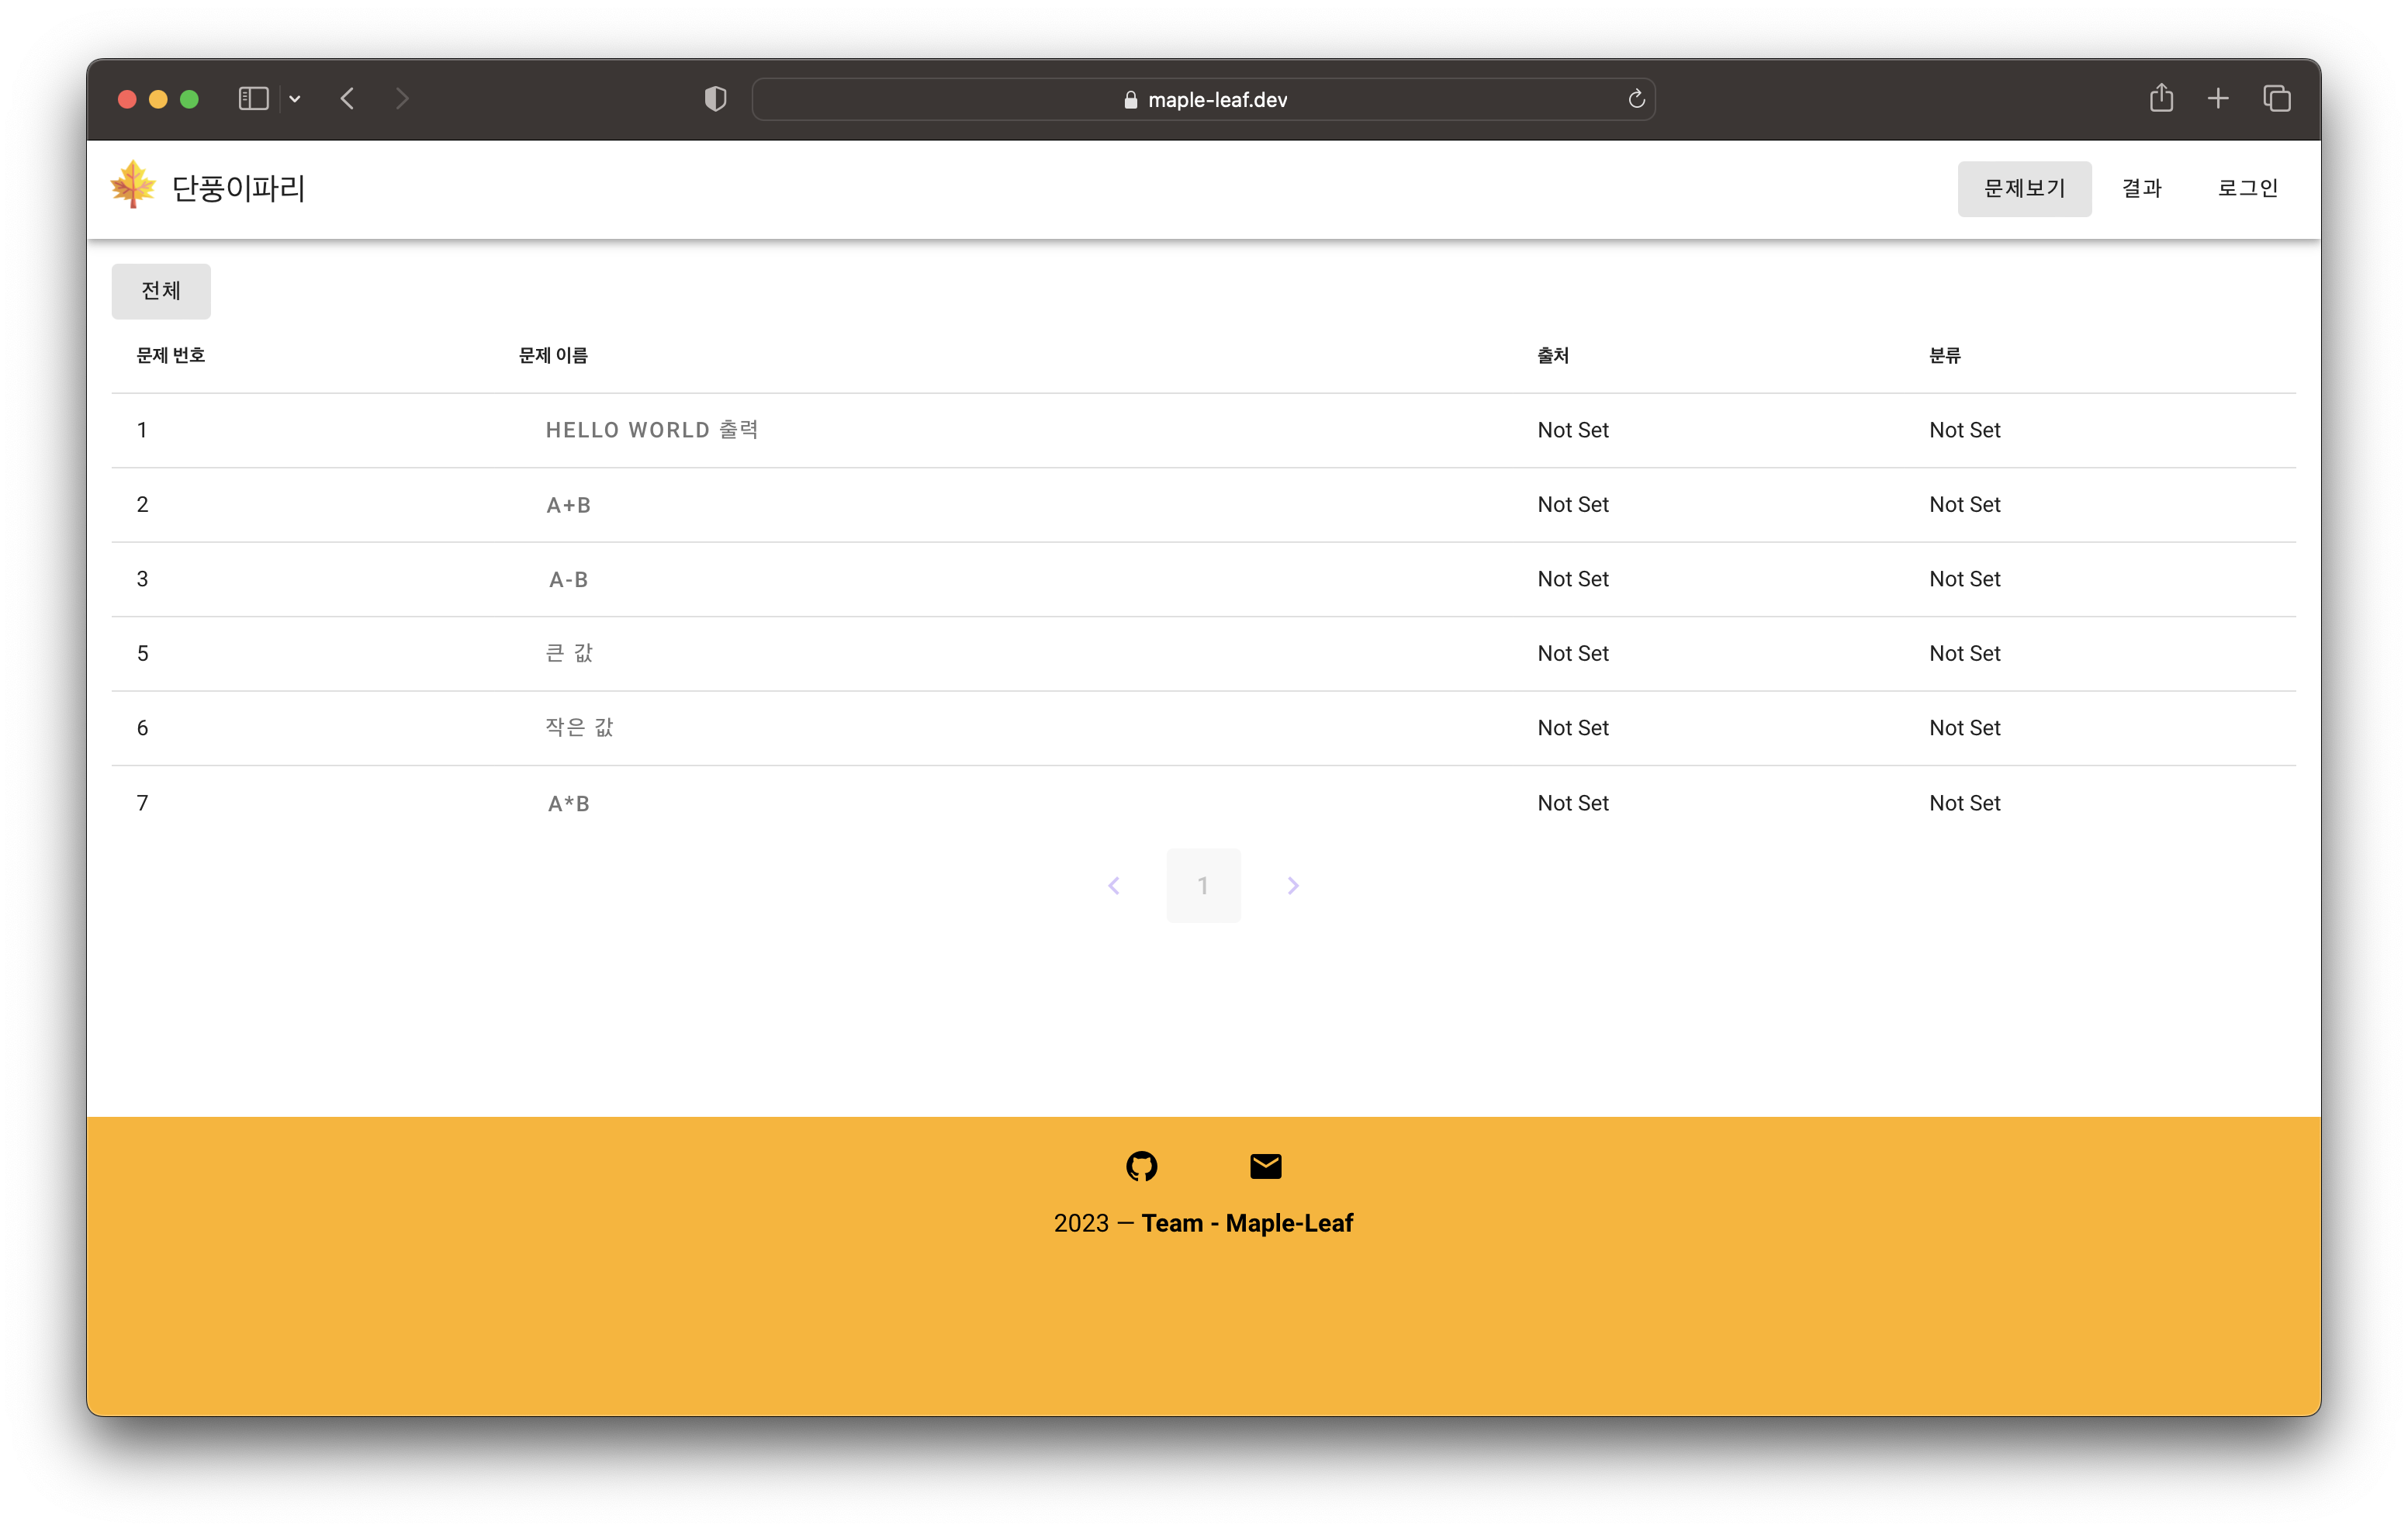 maple-leaf.dev
단풍이파리 문제보기 결과 로그인
전체
문제 번호 문제 이름 출처 분류
1 HELLO WORLD 출력 Not Set Not Set
2 A+B Not Set Not Set
3 A-B Not Set Not Set
5 큰 값 Not Set Not Set
6 작은 값 Not Set Not Set
7 A*B Not Set Not Set
1
2023 — Team - Maple-Leaf